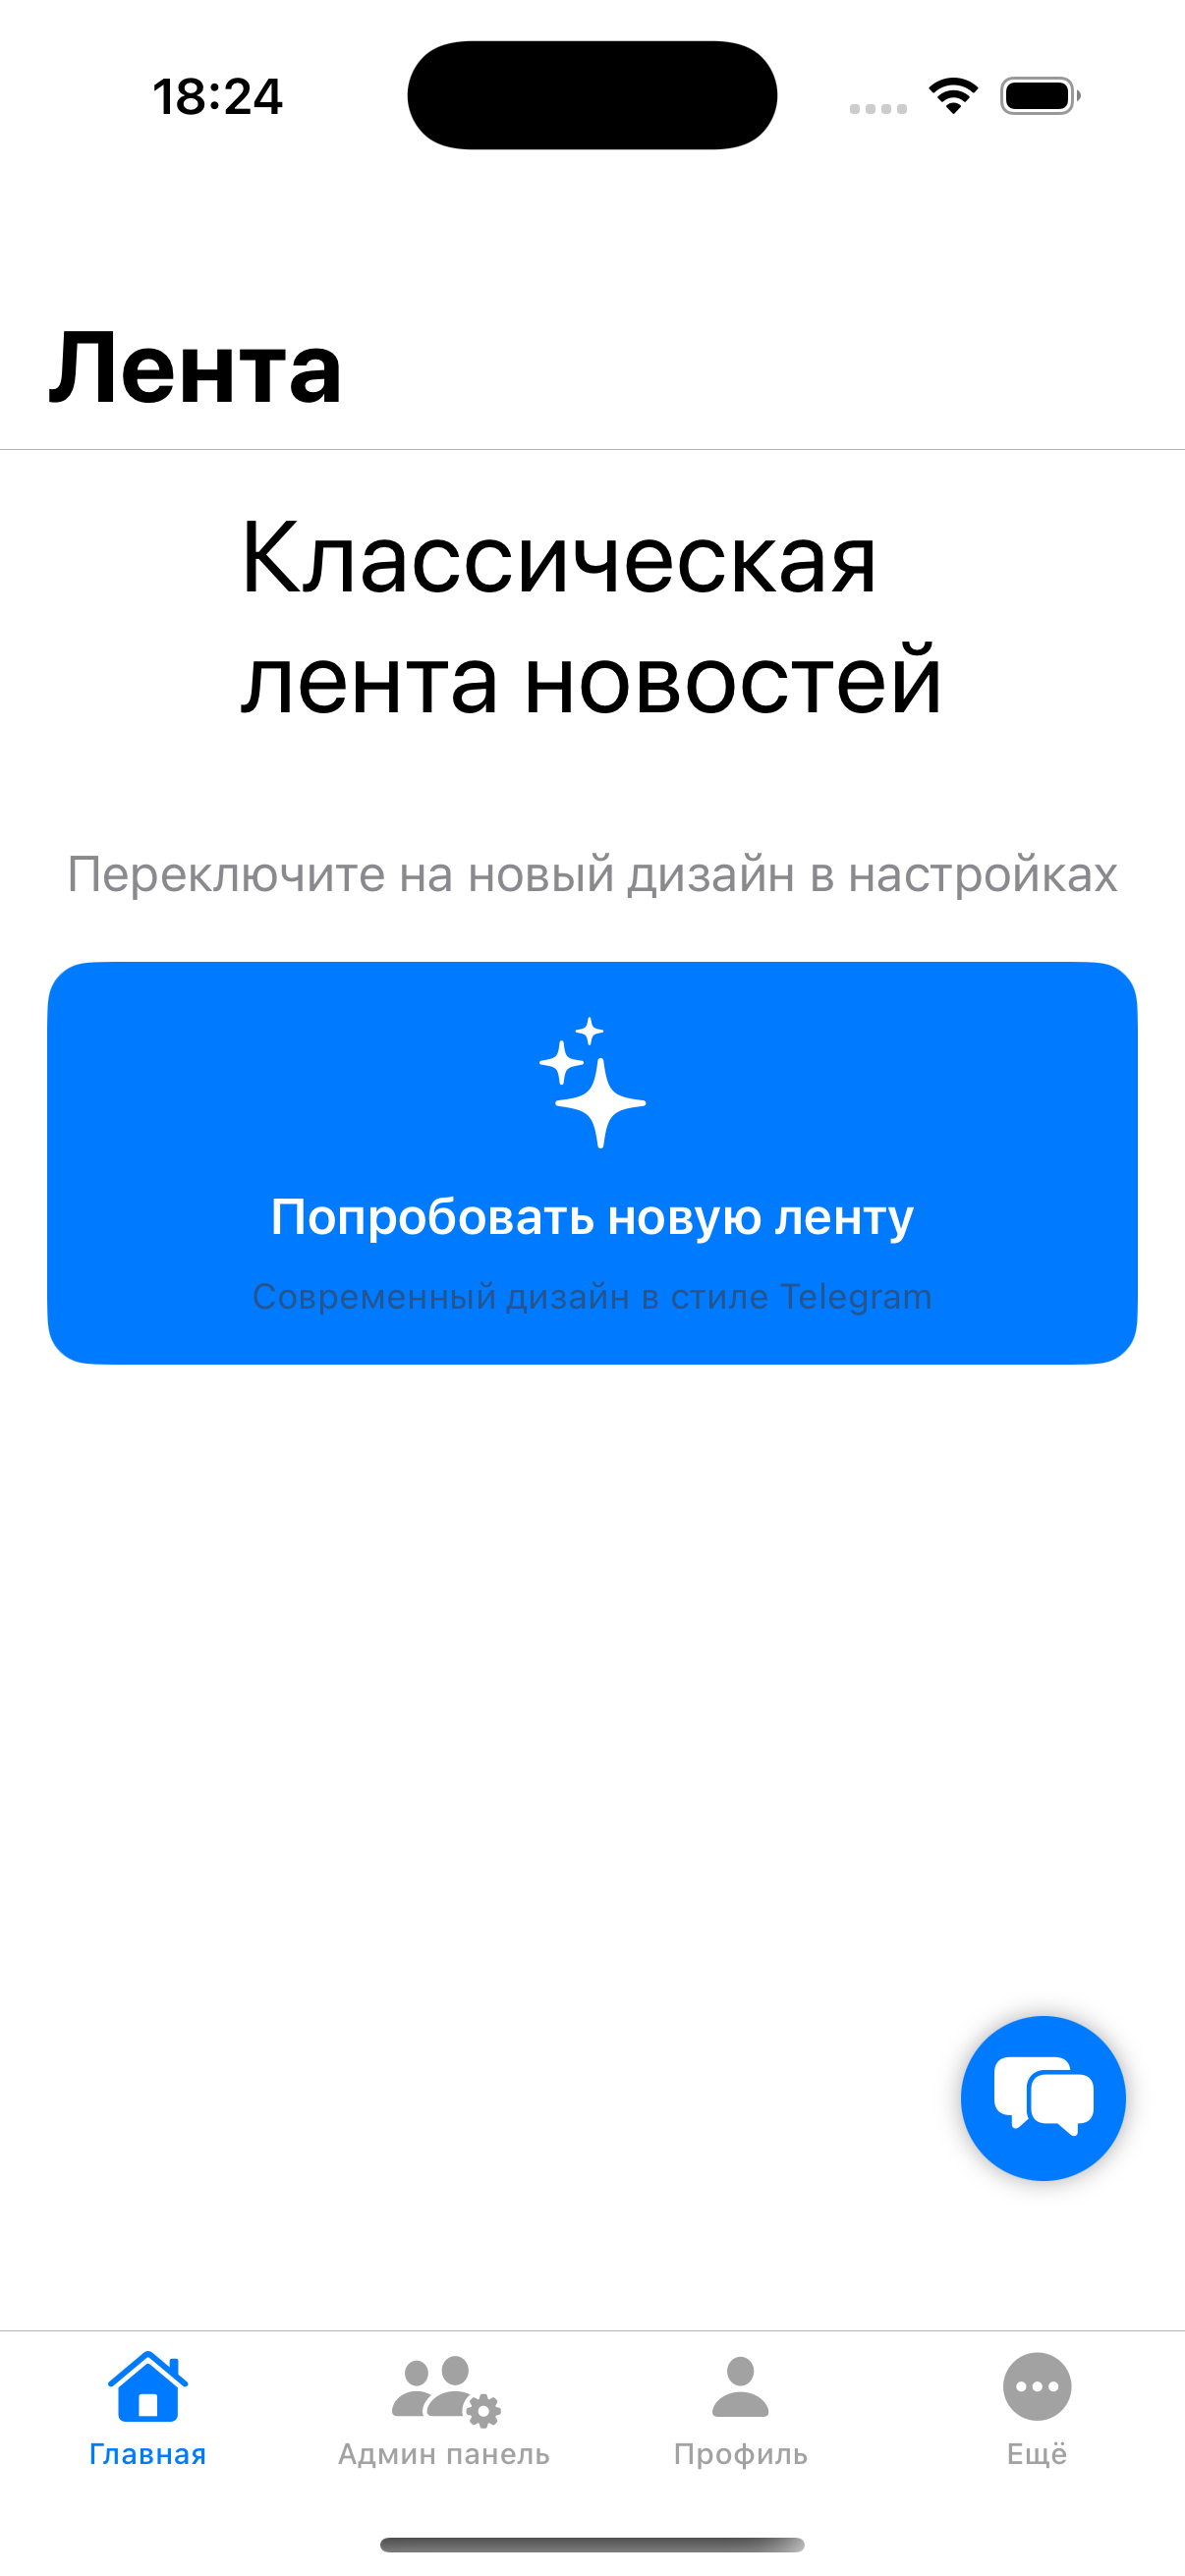 18:24
Лента
Классическая
лента новостей
Переключите на новый дизайн в настройках
Попробовать новую ленту
Современный дизайн в стиле Telegram
Главная
Админ панель
Профиль
Ещё